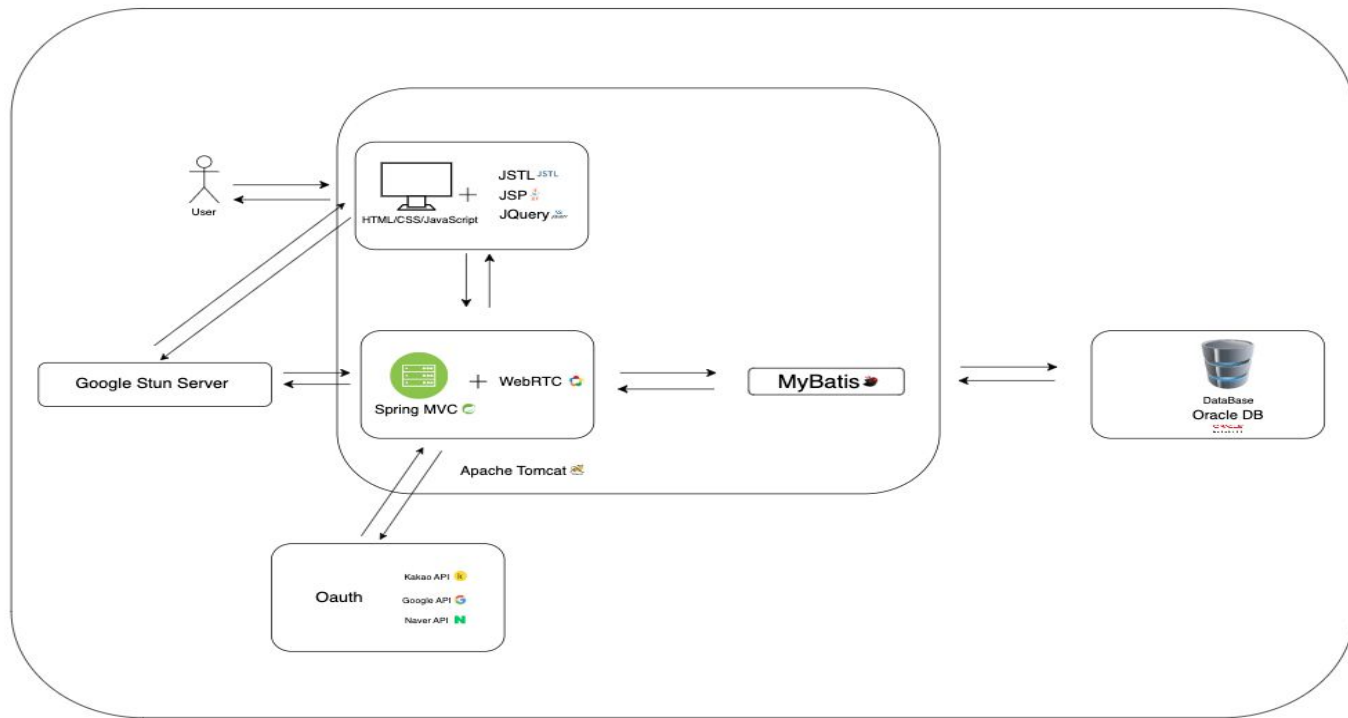 JSTL JSTL
JSP
JQuery
User
HTML/CSS/JavaScript
Google Stun Server
WebRTC
Spring MVC
MyBatis
DataBase
Oracle DB
Apache Tomcat
Oauth
Kakao API
Google API
Naver API